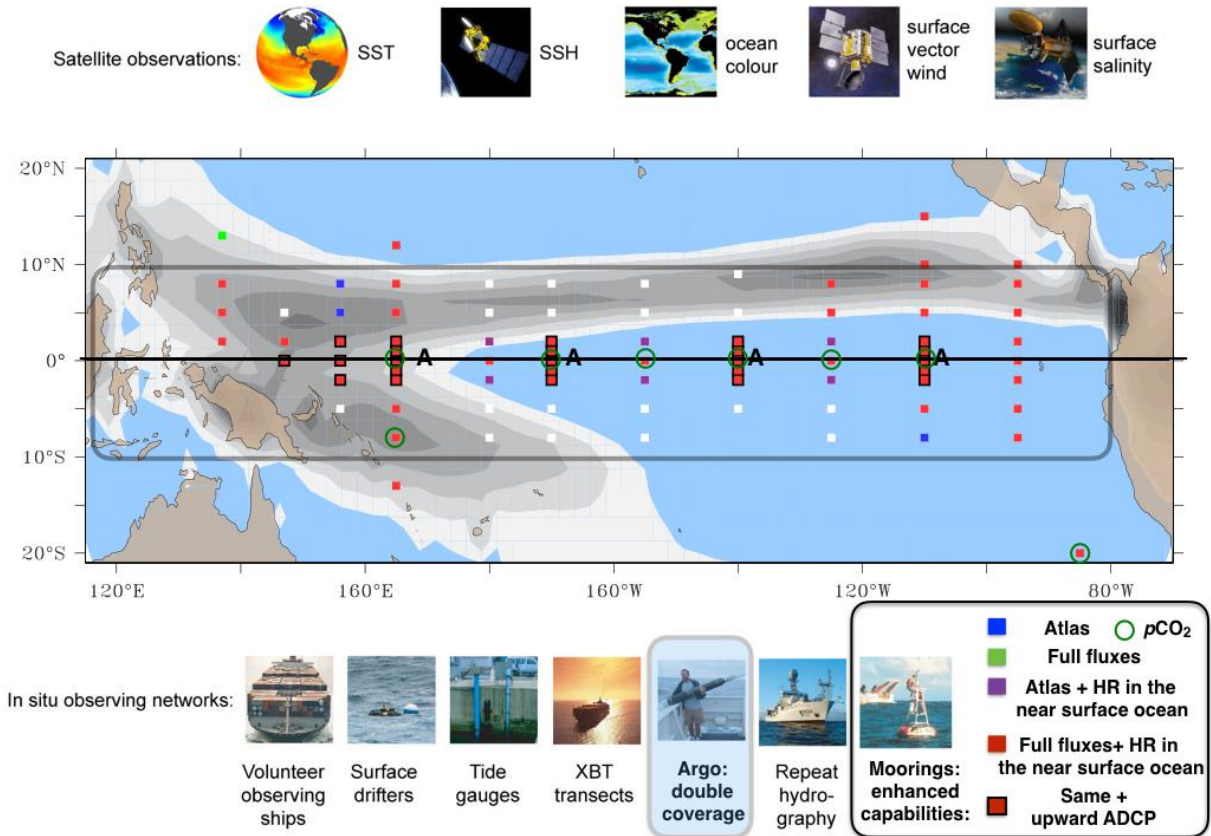 Satellite observations:
SST
SSH
ocean
colour
surface
vector
wind
surface
salinity
20°N
10°N
0°
10°S
20°S
A
A
A
A
120°E
160°E
160°W
120°W
80°W
In situ observing networks:
Volunteer
observing
ships
Surface
drifters
Tide
gauges
XBT
transects
Argo:
double
coverage
Repeat
hydro-
graphy
Moorings:
enhanced
capabilities:
Atlas
pCO₂
Full fluxes
Atlas + HR in the
near surface ocean
Full fluxes+ HR in
the near surface ocean
Same +
upward ADCP